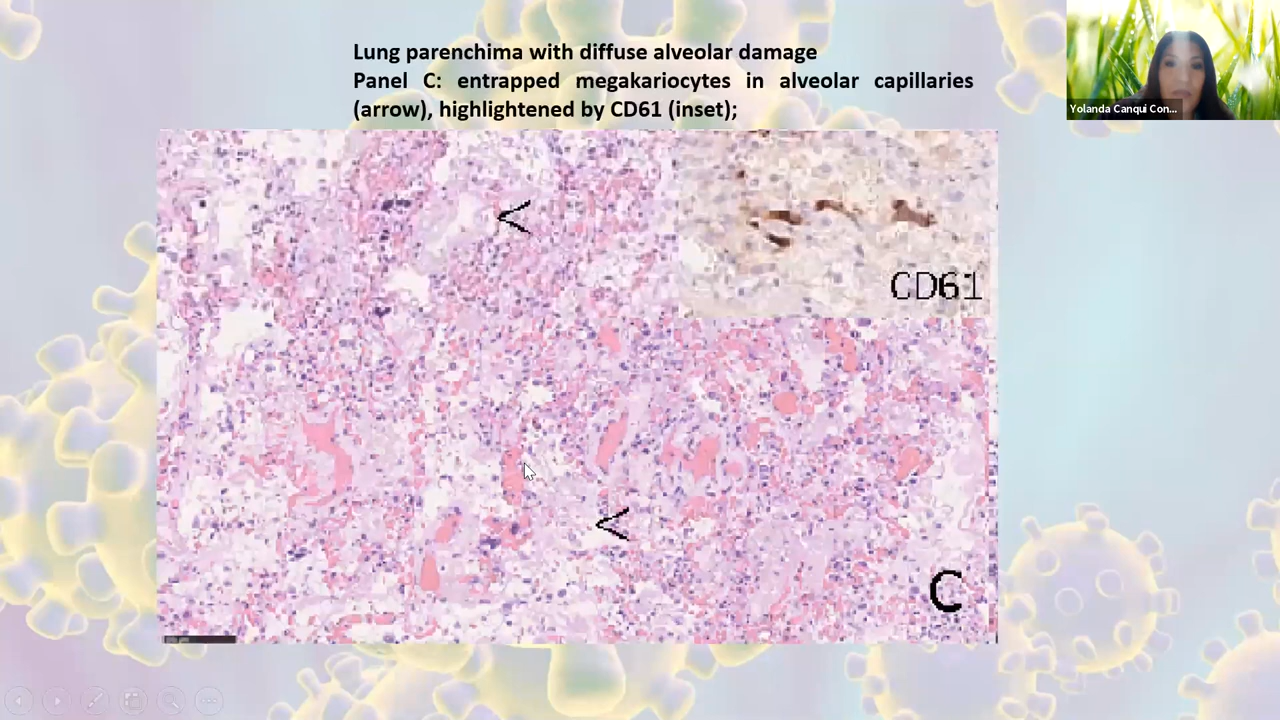 Lung parenchima with diffuse alveolar damage
Panel C: entrapped megakariocytes in alveolar capillaries
(arrow), highlightened by CD61 (inset);
Yolanda Canqui Con...
CD61
C